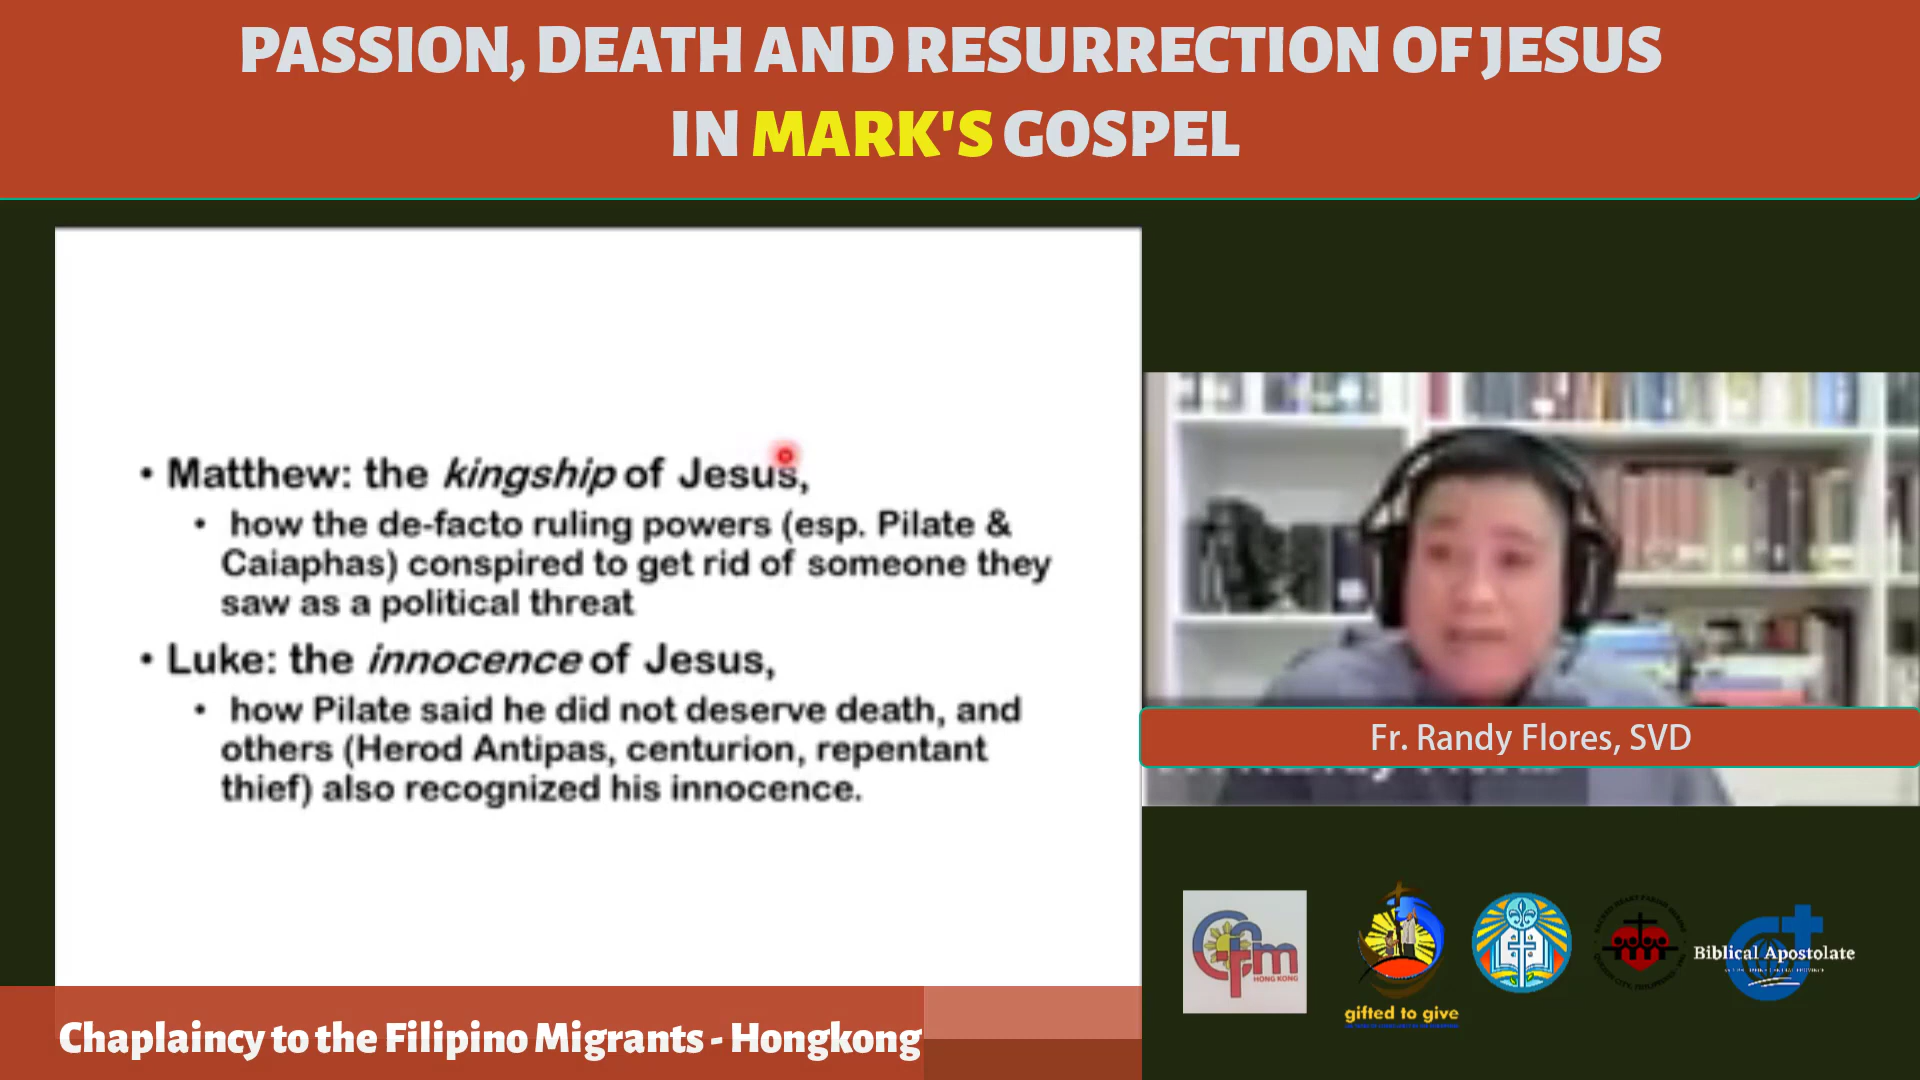 PASSION, DEATH AND RESURRECTION OF JESUS
IN MARK'S GOSPEL
• Matthew: the kingship of Jesus,
• how the de-facto ruling powers (esp. Pilate &
Caiaphas) conspired to get rid of someone they
saw as a political threat
• Luke: the innocence of Jesus,
• how Pilate said he did not deserve death, and
others (Herod Antipas, centurion, repentant
thief) also recognized his innocence.
Fr. Randy Flores, SVD
Cfm
HONG KONG
gifted to give
Biblical Apostolate
Chaplaincy to the Filipino Migrants - Hongkong